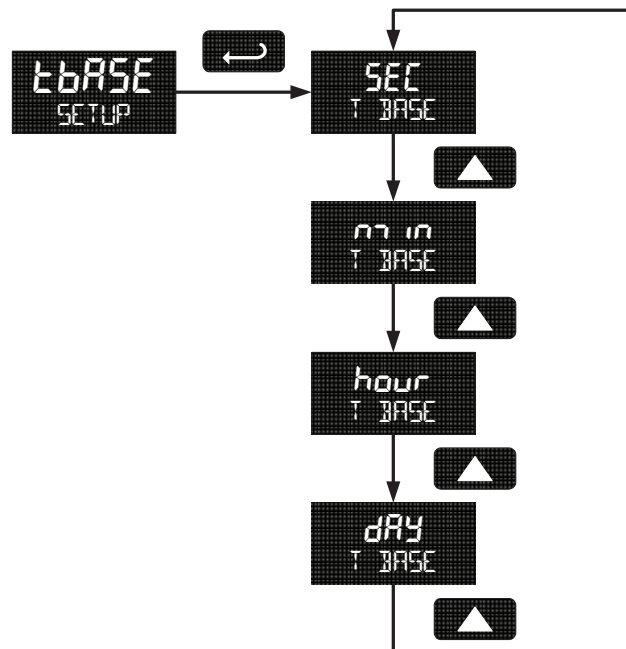 tbASE
SETUP
SEC
T BASE
min
T BASE
hour
T BASE
dAY
T BASE